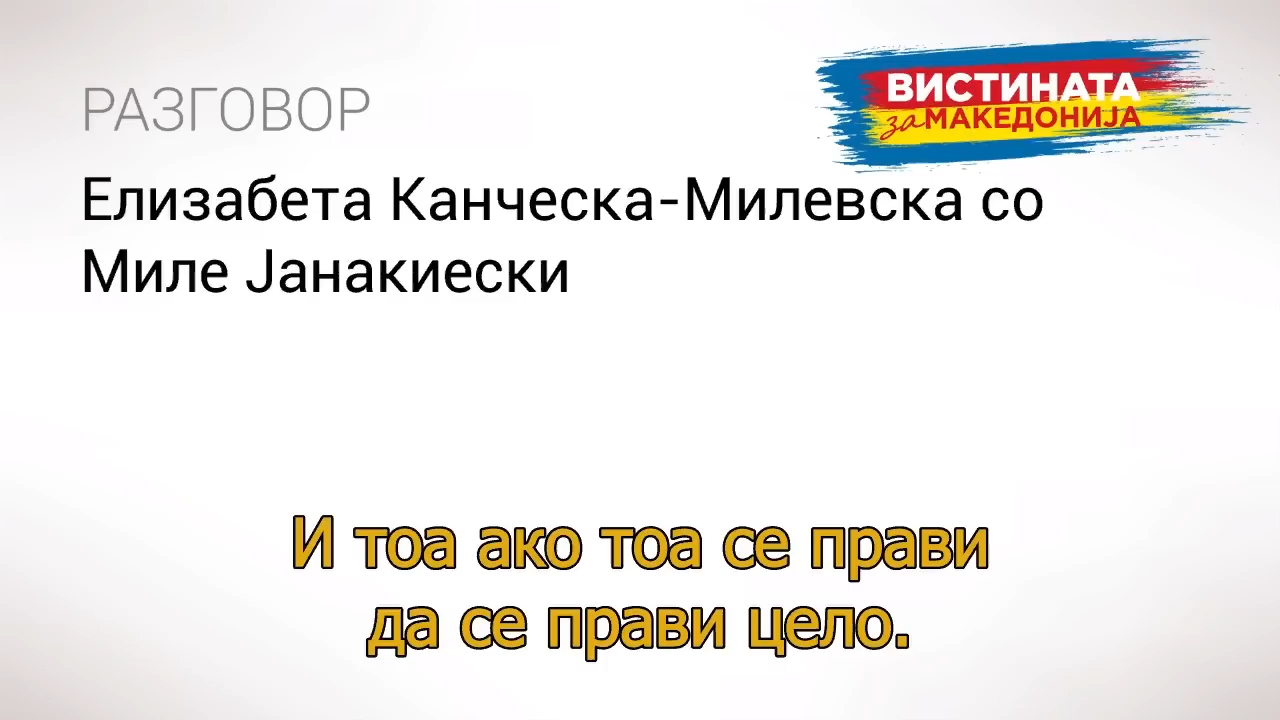 РАЗГОВОР
ВИСТИНАТА
за МАКЕДОНИЈА
Елизабета Канческа-Милевска со
Миле Јанакиески
И тоа ако тоа се прави
да се прави цело.